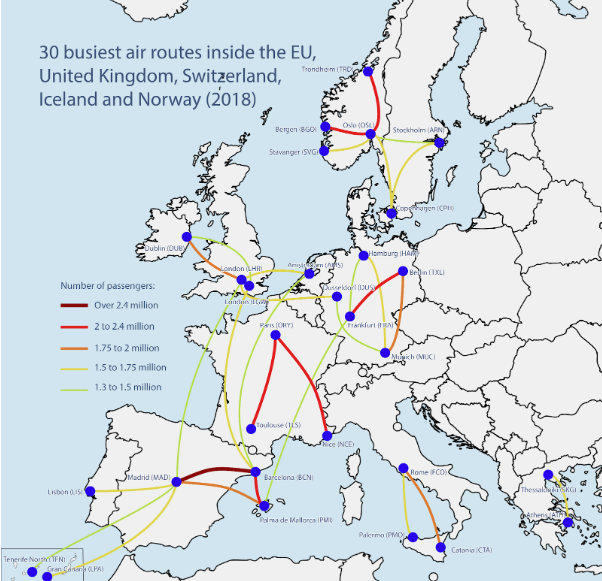 30 busiest air routes inside the EU,
United Kingdom, Switzerland,
Iceland and Norway (2018)
Trondheim (TRD)
Bergen (BGO)
Oslo (OSL)
Stockholm (ARN)
Stavanger (SVG)
Copenhagen (CPH)
Dublin (DUB)
London (LHR)
Amsterdam (AMS)
Hamburg (HAM)
Berlin (TXL)
Dusseldorf (DUS)
London (LGW)
Number of passengers:
Over 2.4 million
2 to 2.4 million
1.75 to 2 million
1.5 to 1.75 million
1.3 to 1.5 million
Paris (ORY)
Frankfurt (FRA)
Munich (MUC)
Toulouse (TLS)
Nice (NCE)
Madrid (MAD)
Barcelona (BCN)
Rome (FCO)
Lisbon (LIS)
Palma de Mallorca (PMI)
Thessaloniki (SKG)
Athens (ATH)
Palermo (PMO)
Catania (CTA)
Tenerife North (TFN)
Gran Canaria (LPA)